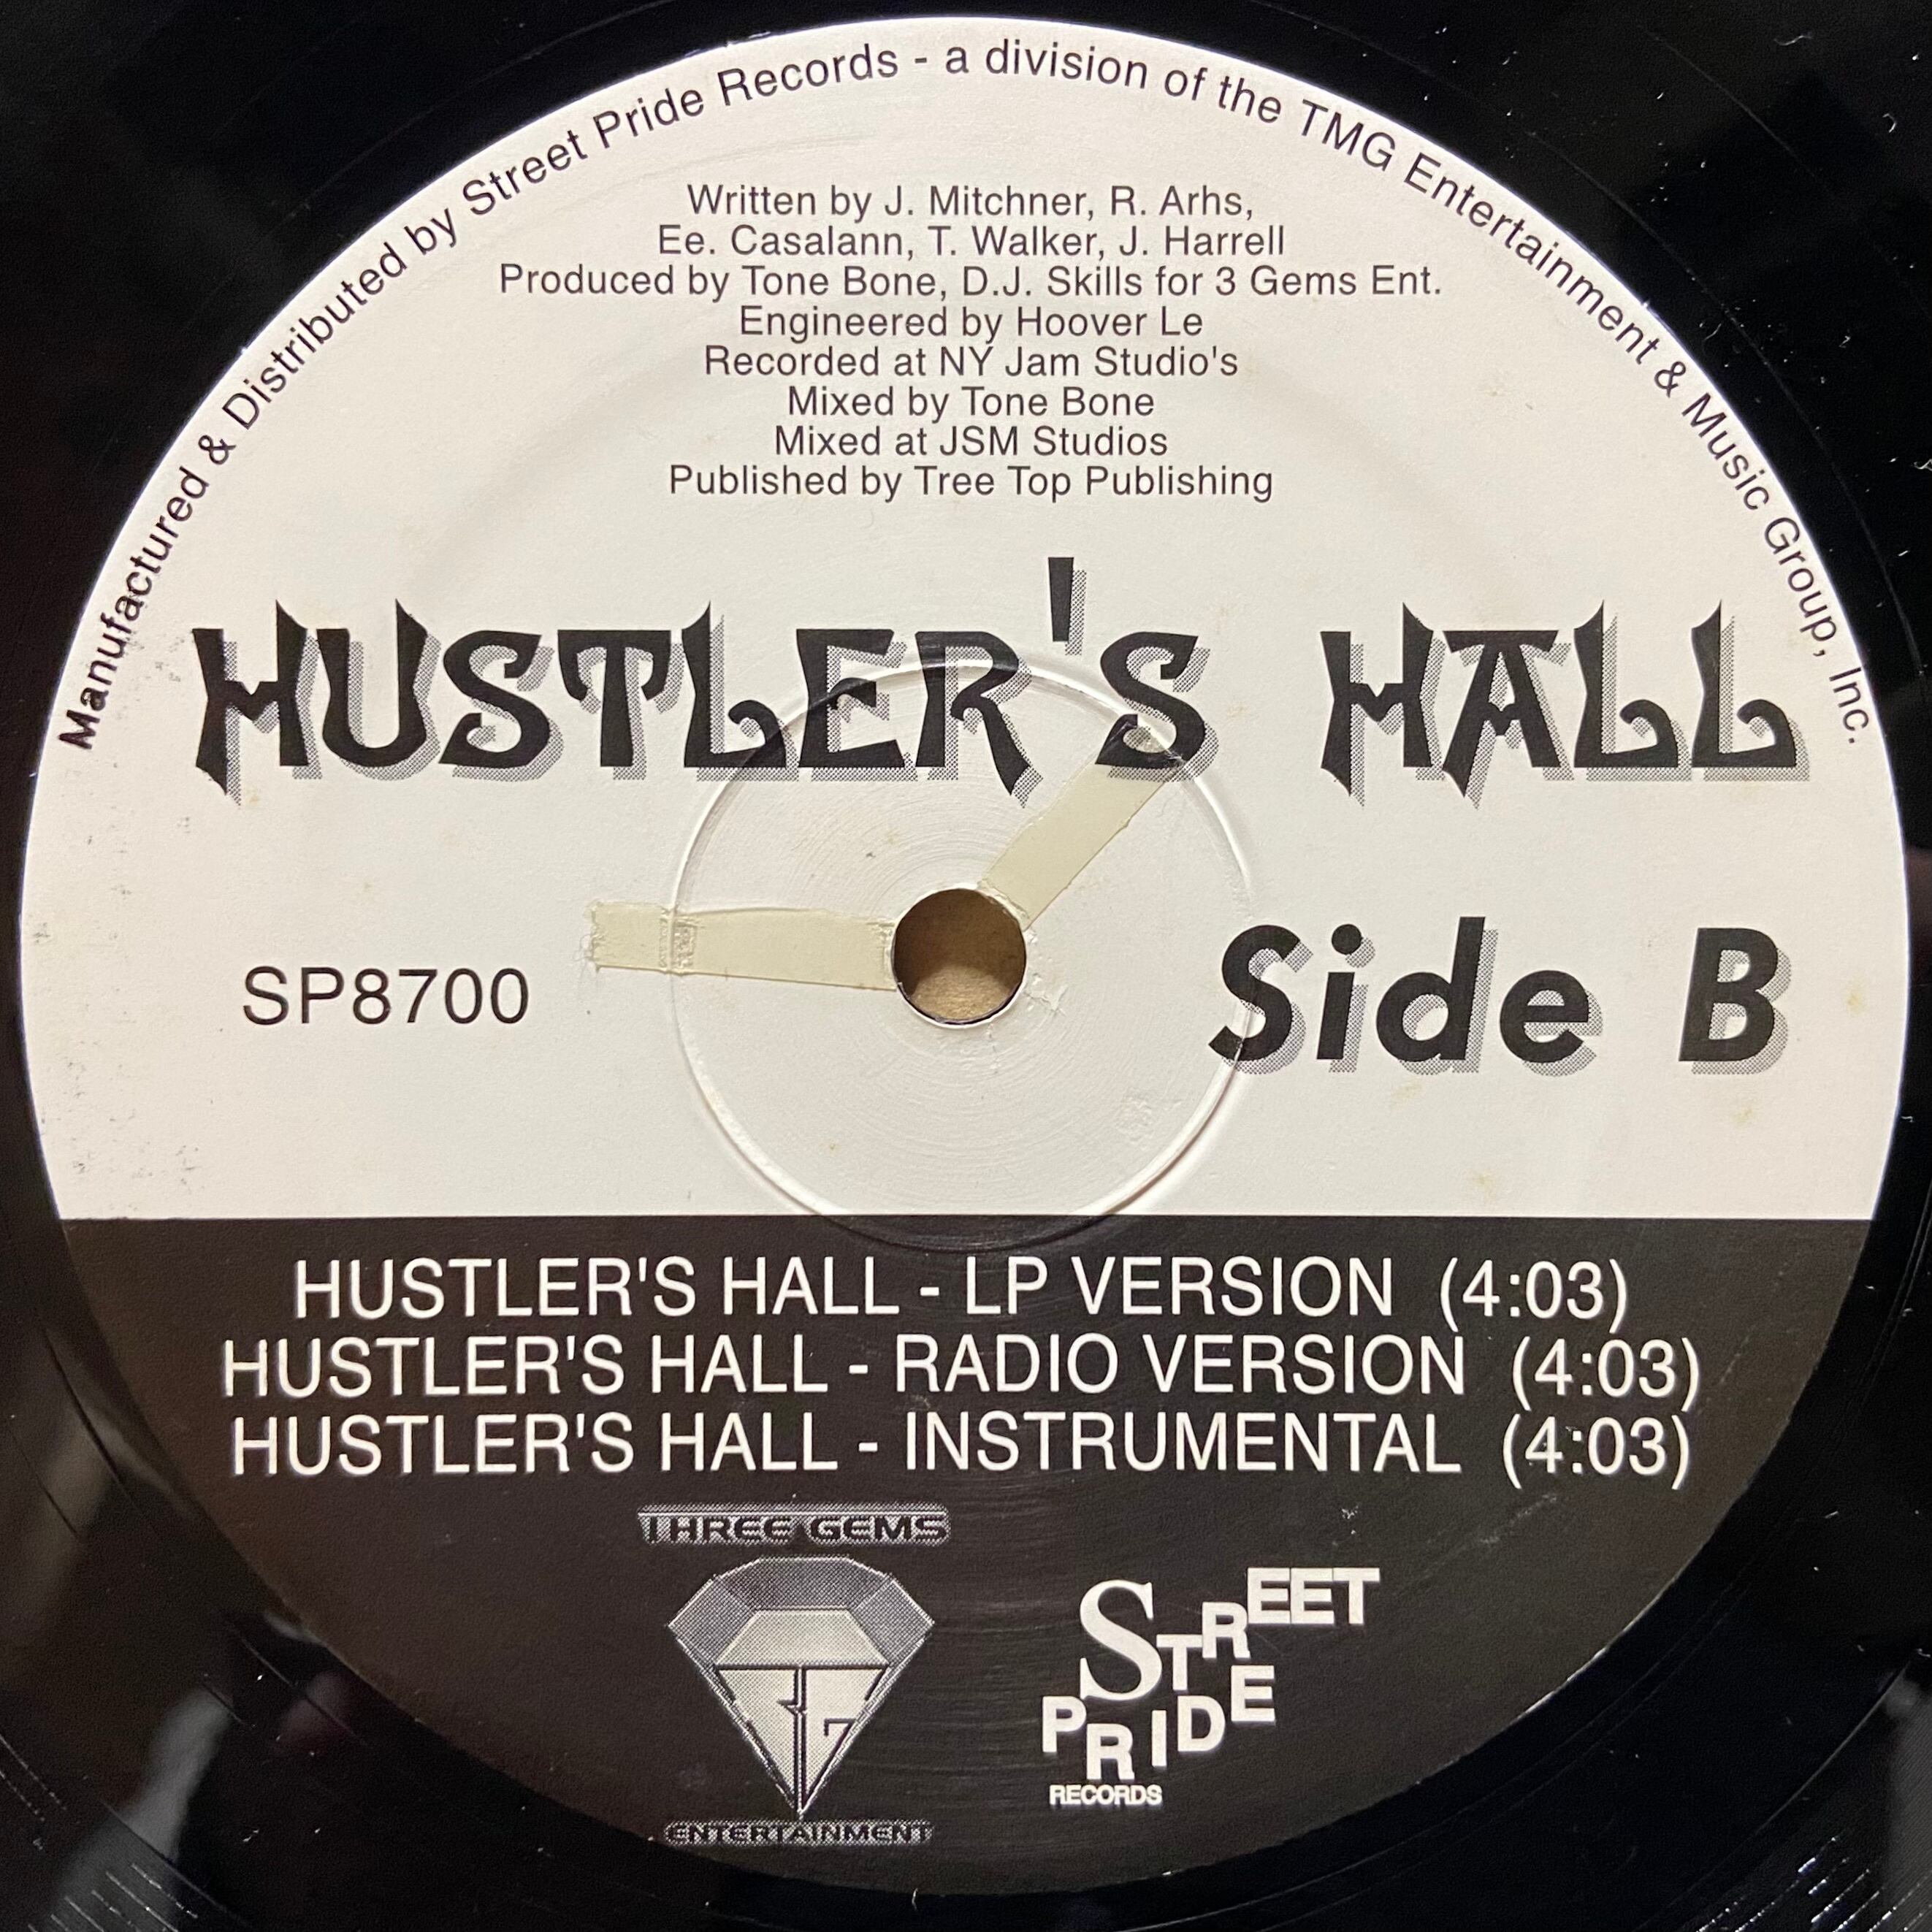 Manufactured & Distributed by Street Pride Records - a division of the TMG Entertainment & Music Group, Inc.
Written by J. Mitchner, R. Arhs,
Ee. Casalann, T. Walker, J. Harrell
Produced by Tone Bone, D.J. Skills for 3 Gems Ent.
Engineered by Hoover Le
Recorded at NY Jam Studio's
Mixed by Tone Bone
Mixed at JSM Studios
Published by Tree Top Publishing
HUSTLER'S HALL
SP8700
Side B
HUSTLER'S HALL - LP VERSION (4:03)
HUSTLER'S HALL - RADIO VERSION (4:03)
HUSTLER'S HALL - INSTRUMENTAL (4:03)
THREE GEMS
3G
ENTERTAINMENT
STREET
PRIDE
RECORDS